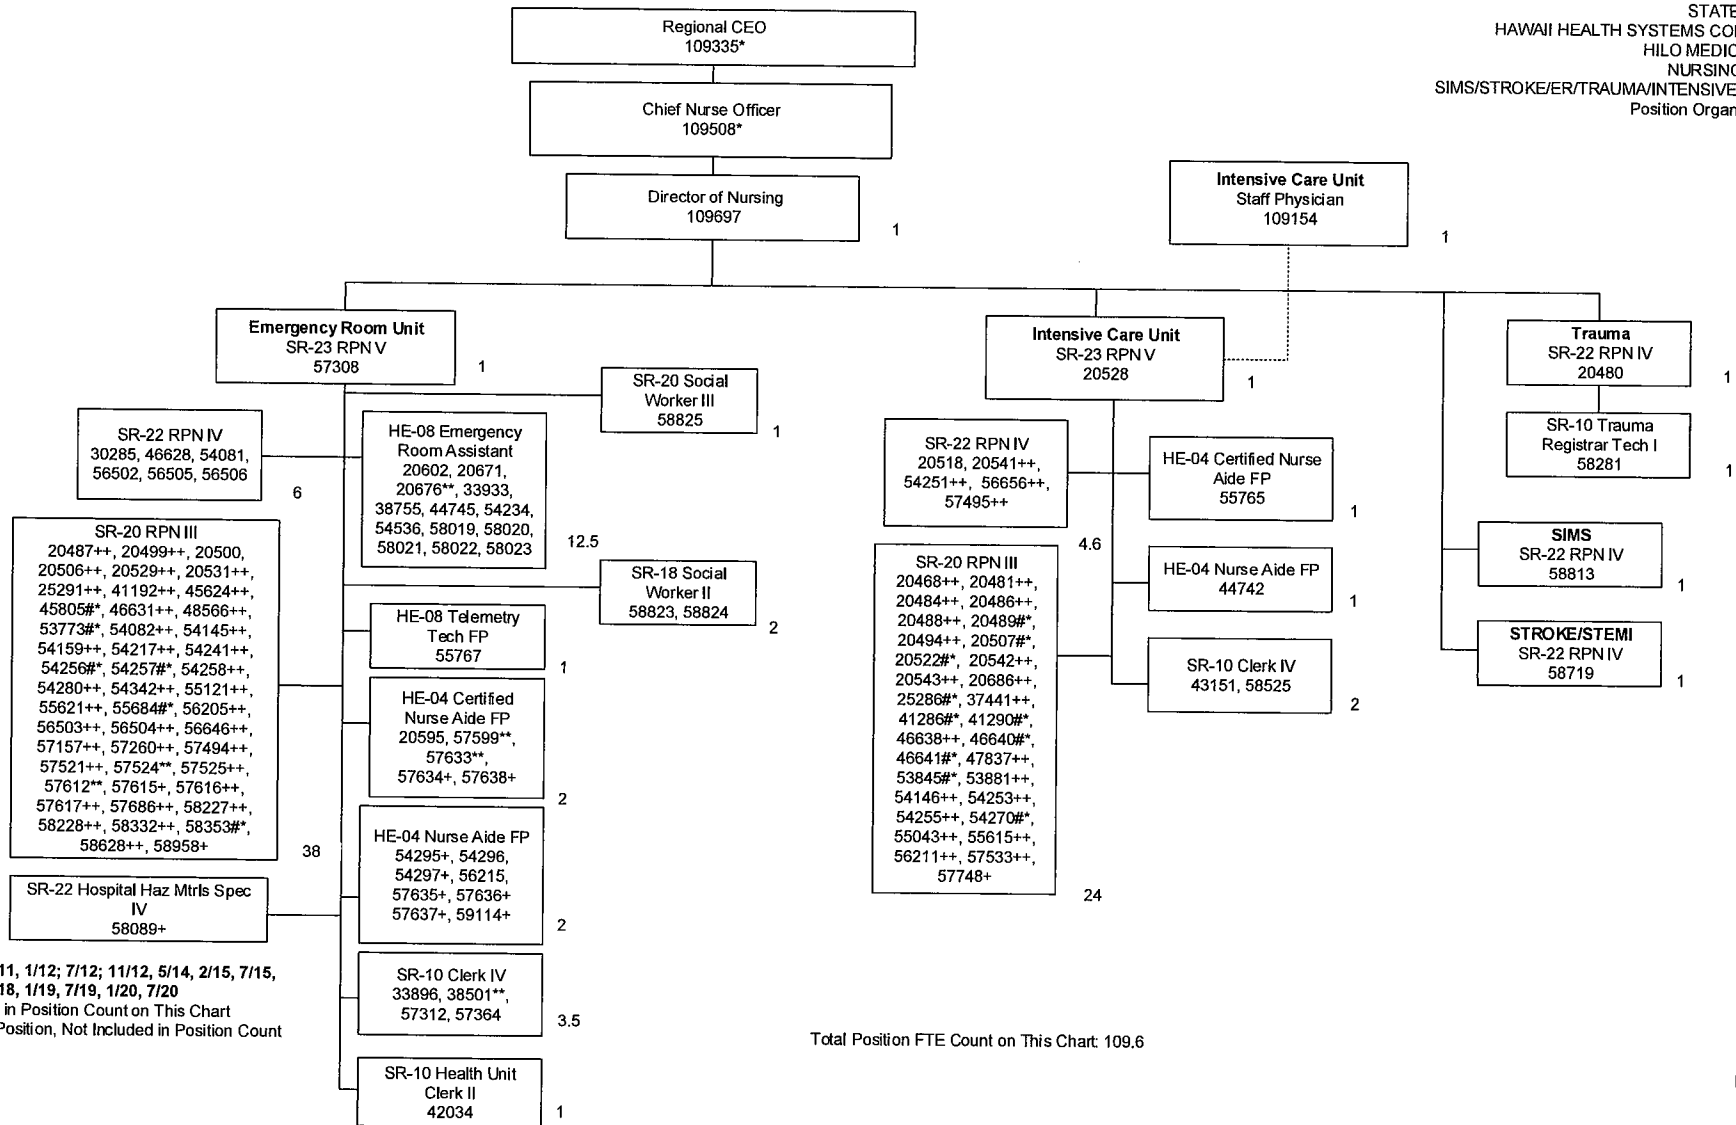 STATE
HAWAII HEALTH SYSTEMS
HILO
NURSING
SIMS/STROKE/ER/TRAUMA/INTENSIVE
Position
Regional CEO
109335*
Chief Nurse Officer
109508*
Director of Nursing
109697
1
Intensive Care Unit
Staff Physician
109154
1
Emergency Room Unit
SR-23 RPN V
57308
1
SR-20 Social
Worker III
58825
1
SR-22 RPN IV
30285, 46628, 54081,
56502, 56505, 56506
6
HE-08 Emergency
Room Assistant
20602, 20671,
20676**, 33933,
38755, 44745, 54234,
54536, 58019, 58020,
58021, 58022, 58023
12.5
SR-20 RPN III
20487++, 20499++, 20500,
20506++, 20529++, 20531++,
25291++, 41192++, 45624++,
45805#*, 46631++, 48566++,
53773#*, 54082++, 54145++,
54159++, 54217++, 54241++,
54256#*, 54257#*, 54258++,
54280++, 54342++, 55121++,
55621++, 55684#*, 56205++,
56503++, 56504++, 56646++,
57157++, 57260++, 57494++,
57521++, 57524**, 57525++,
57612**, 57615+, 57616++,
57617++, 57686++, 58227++,
58228++, 58332++, 58353#*,
58628++, 58958+
38
SR-18 Social
Worker II
58823, 58824
2
HE-08 Telemetry
Tech FP
55767
1
HE-04 Certified
Nurse Aide FP
20595, 57599**,
57633**,
57634+, 57638+
2
HE-04 Nurse Aide FP
54295+, 54296,
54297+, 56215,
57635+, 57636+
57637+, 59114+
2
SR-22 Hospital Haz Mtrls Spec
IV
58089+
SR-10 Clerk IV
33896, 38501**,
57312, 57364
3.5
SR-10 Health Unit
Clerk II
42034
1
Intensive Care Unit
SR-23 RPN V
20528
1
SR-22 RPN IV
20518, 20541++,
54251++, 56656++,
57495++
4.6
HE-04 Certified Nurse
Aide FP
55765
1
SR-20 RPN III
20468++, 20481++,
20484++, 20486++,
20488++, 20489#*,
20494++, 20507#*,
20522#*, 20542++,
20543++, 20686++,
25286#*, 37441++,
41286#*, 41290#*,
46638++, 46640#*,
46641#*, 47837++,
53845#*, 53881++,
54146++, 54253++,
54255++, 54270#*,
55043++, 55615++,
56211++, 57533++,
57748+
24
HE-04 Nurse Aide FP
44742
1
SR-10 Clerk IV
43151, 58525
2
Trauma
SR-22 RPN IV
20480
1
SR-10 Trauma
Registrar Tech I
58281
1
SIMS
SR-22 RPN IV
58813
1
STROKE/STEMI
SR-22 RPN IV
58719
1
11, 1/12; 7/12; 11/12, 5/14, 2/15, 7/15,
18, 1/19, 7/19, 1/20, 7/20
in Position Count on This Chart
Position, Not Included in Position Count
Total Position FTE Count on This Chart: 109.6